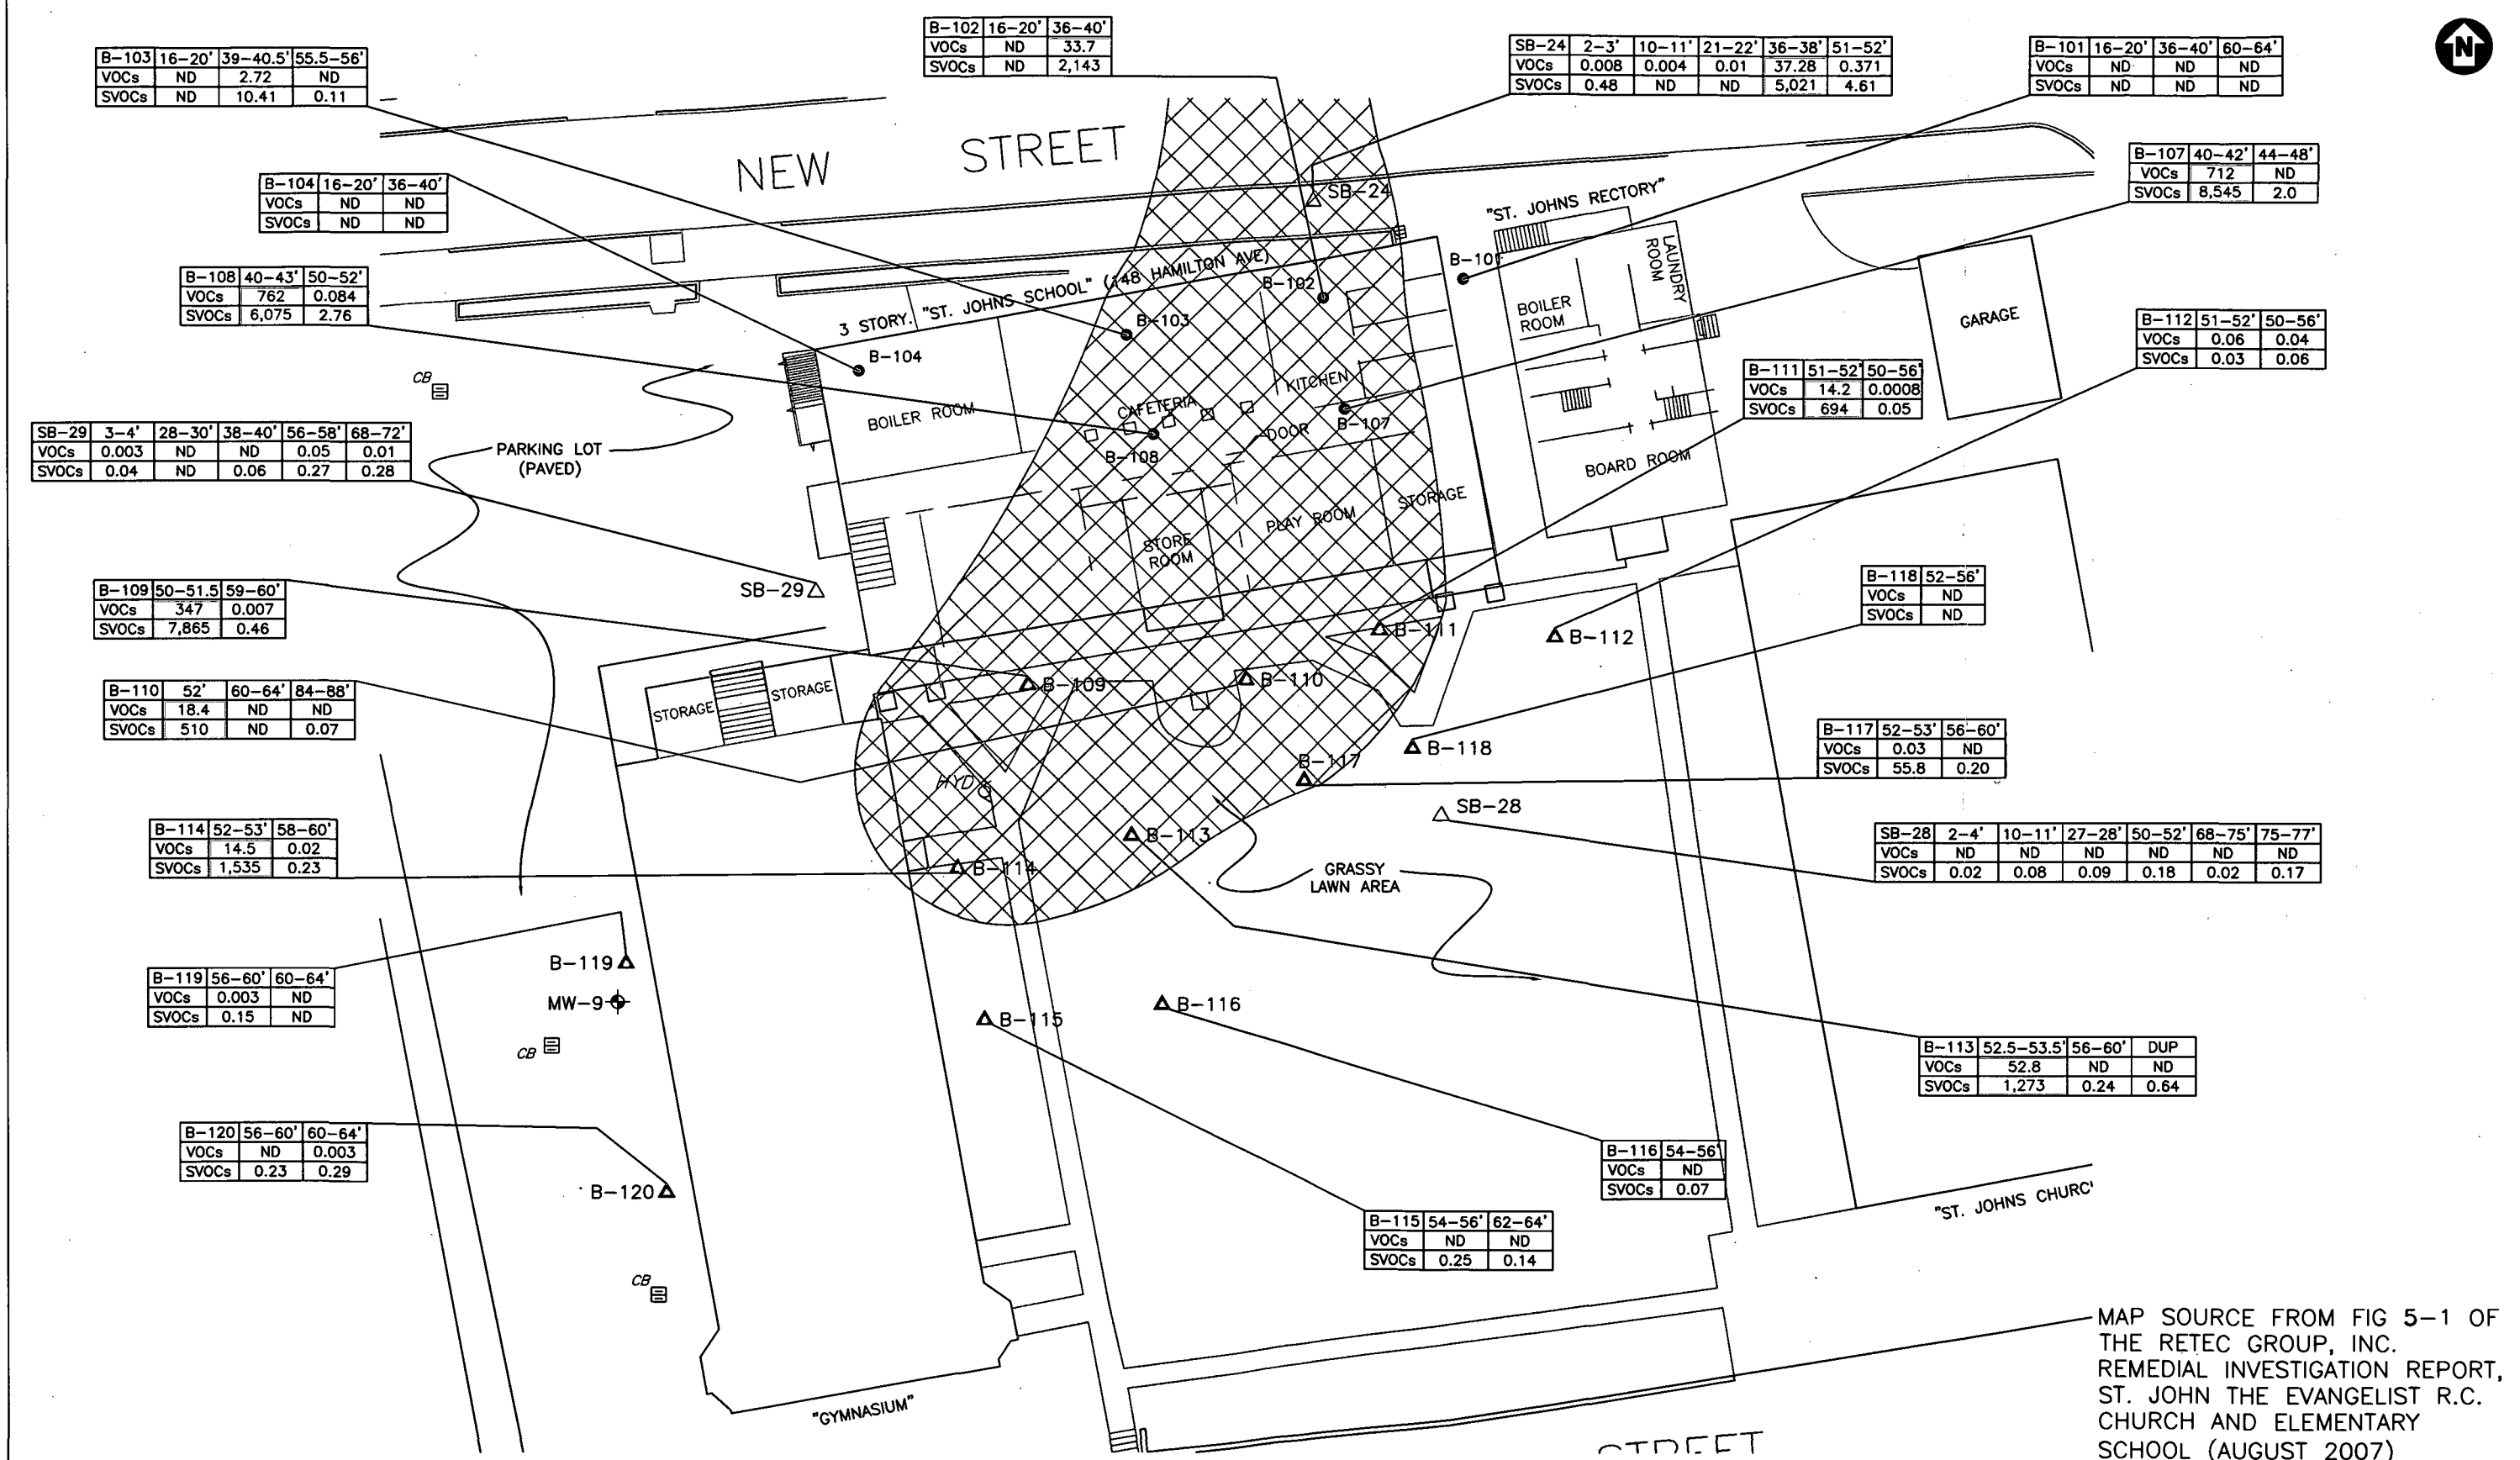 B-102 16-20' 36-40'
VOCs ND 33.7
SVOCs ND 2,143
SB-24 2-3' 10-11' 21-22' 36-38' 51-52'
VOCs 0.008 0.004 0.01 37.28 0.371
SVOCs 0.48 ND ND 5,021 4.61
B-101 16-20' 36-40' 60-64'
VOCs ND ND ND
SVOCs ND ND ND
N
B-103 16-20' 39-40.5' 55.5-56'
VOCs ND 2.72 ND
SVOCs ND 10.41 0.11
NEW STREET
B-107 40-42' 44-48'
VOCs 712 ND
SVOCs 8,545 2.0
B-104 16-20' 36-40'
VOCs ND ND
SVOCs ND ND
SB-24
"ST. JOHNS RECTORY"
LAUNDRY
ROOM
B-101
B-108 40-43' 50-52'
VOCs 762 0.084
SVOCs 6,075 2.76
3 STORY. "ST. JOHNS SCHOOL" (148 HAMILTON AVE)
B-102
B-103
B-104
BOILER
ROOM
GARAGE
B-112 51-52' 50-56'
VOCs 0.06 0.04
SVOCs 0.03 0.06
CB
KITCHEN
CAFETERIA
BOILER ROOM
DOOR
B-107
B-108
B-111 51-52' 50-56'
VOCs 14.2 0.0008
SVOCs 694 0.05
SB-29 3-4' 28-30' 38-40' 56-58' 68-72'
VOCs 0.003 ND ND 0.05 0.01
SVOCs 0.04 ND 0.06 0.27 0.28
PARKING LOT
(PAVED)
BOARD ROOM
STORAGE
PLAY ROOM
STORE
ROOM
SB-29
B-109 50-51.5 59-60'
VOCs 347 0.007
SVOCs 7,865 0.46
B-118 52-56'
VOCs ND
SVOCs ND
B-111
B-112
B-109
B-110
STORAGE
STORAGE
B-110 52' 60-64' 84-88'
VOCs 18.4 ND ND
SVOCs 510 ND 0.07
B-118
B-117
HYD
B-117 52-53' 56-60'
VOCs 0.03 ND
SVOCs 55.8 0.20
SB-28
B-113
B-114 52-53' 58-60'
VOCs 14.5 0.02
SVOCs 1,535 0.23
B-114
GRASSY
LAWN AREA
SB-28 2-4' 10-11' 27-28' 50-52' 68-75' 75-77'
VOCs ND ND ND ND ND ND
SVOCs 0.02 0.08 0.09 0.18 0.02 0.17
B-119
MW-9
B-119 56-60' 60-64'
VOCs 0.003 ND
SVOCs 0.15 ND
B-115
B-116
CB
B-113 52.5-53.5' 56-60' DUP
VOCs 52.8 ND ND
SVOCs 1,273 0.24 0.64
B-120 56-60' 60-64'
VOCs ND 0.003
SVOCs 0.23 0.29
B-120
B-116 54-56'
VOCs ND
SVOCs 0.07
"ST. JOHNS CHURC
B-115 54-56' 62-64'
VOCs ND ND
SVOCs 0.25 0.14
CB
"GYMNASIUM"
STREET
MAP SOURCE FROM FIG 5-1 OF
THE RETEC GROUP, INC.
REMEDIAL INVESTIGATION REPORT,
ST. JOHN THE EVANGELIST R.C.
CHURCH AND ELEMENTARY
SCHOOL (AUGUST 2007)